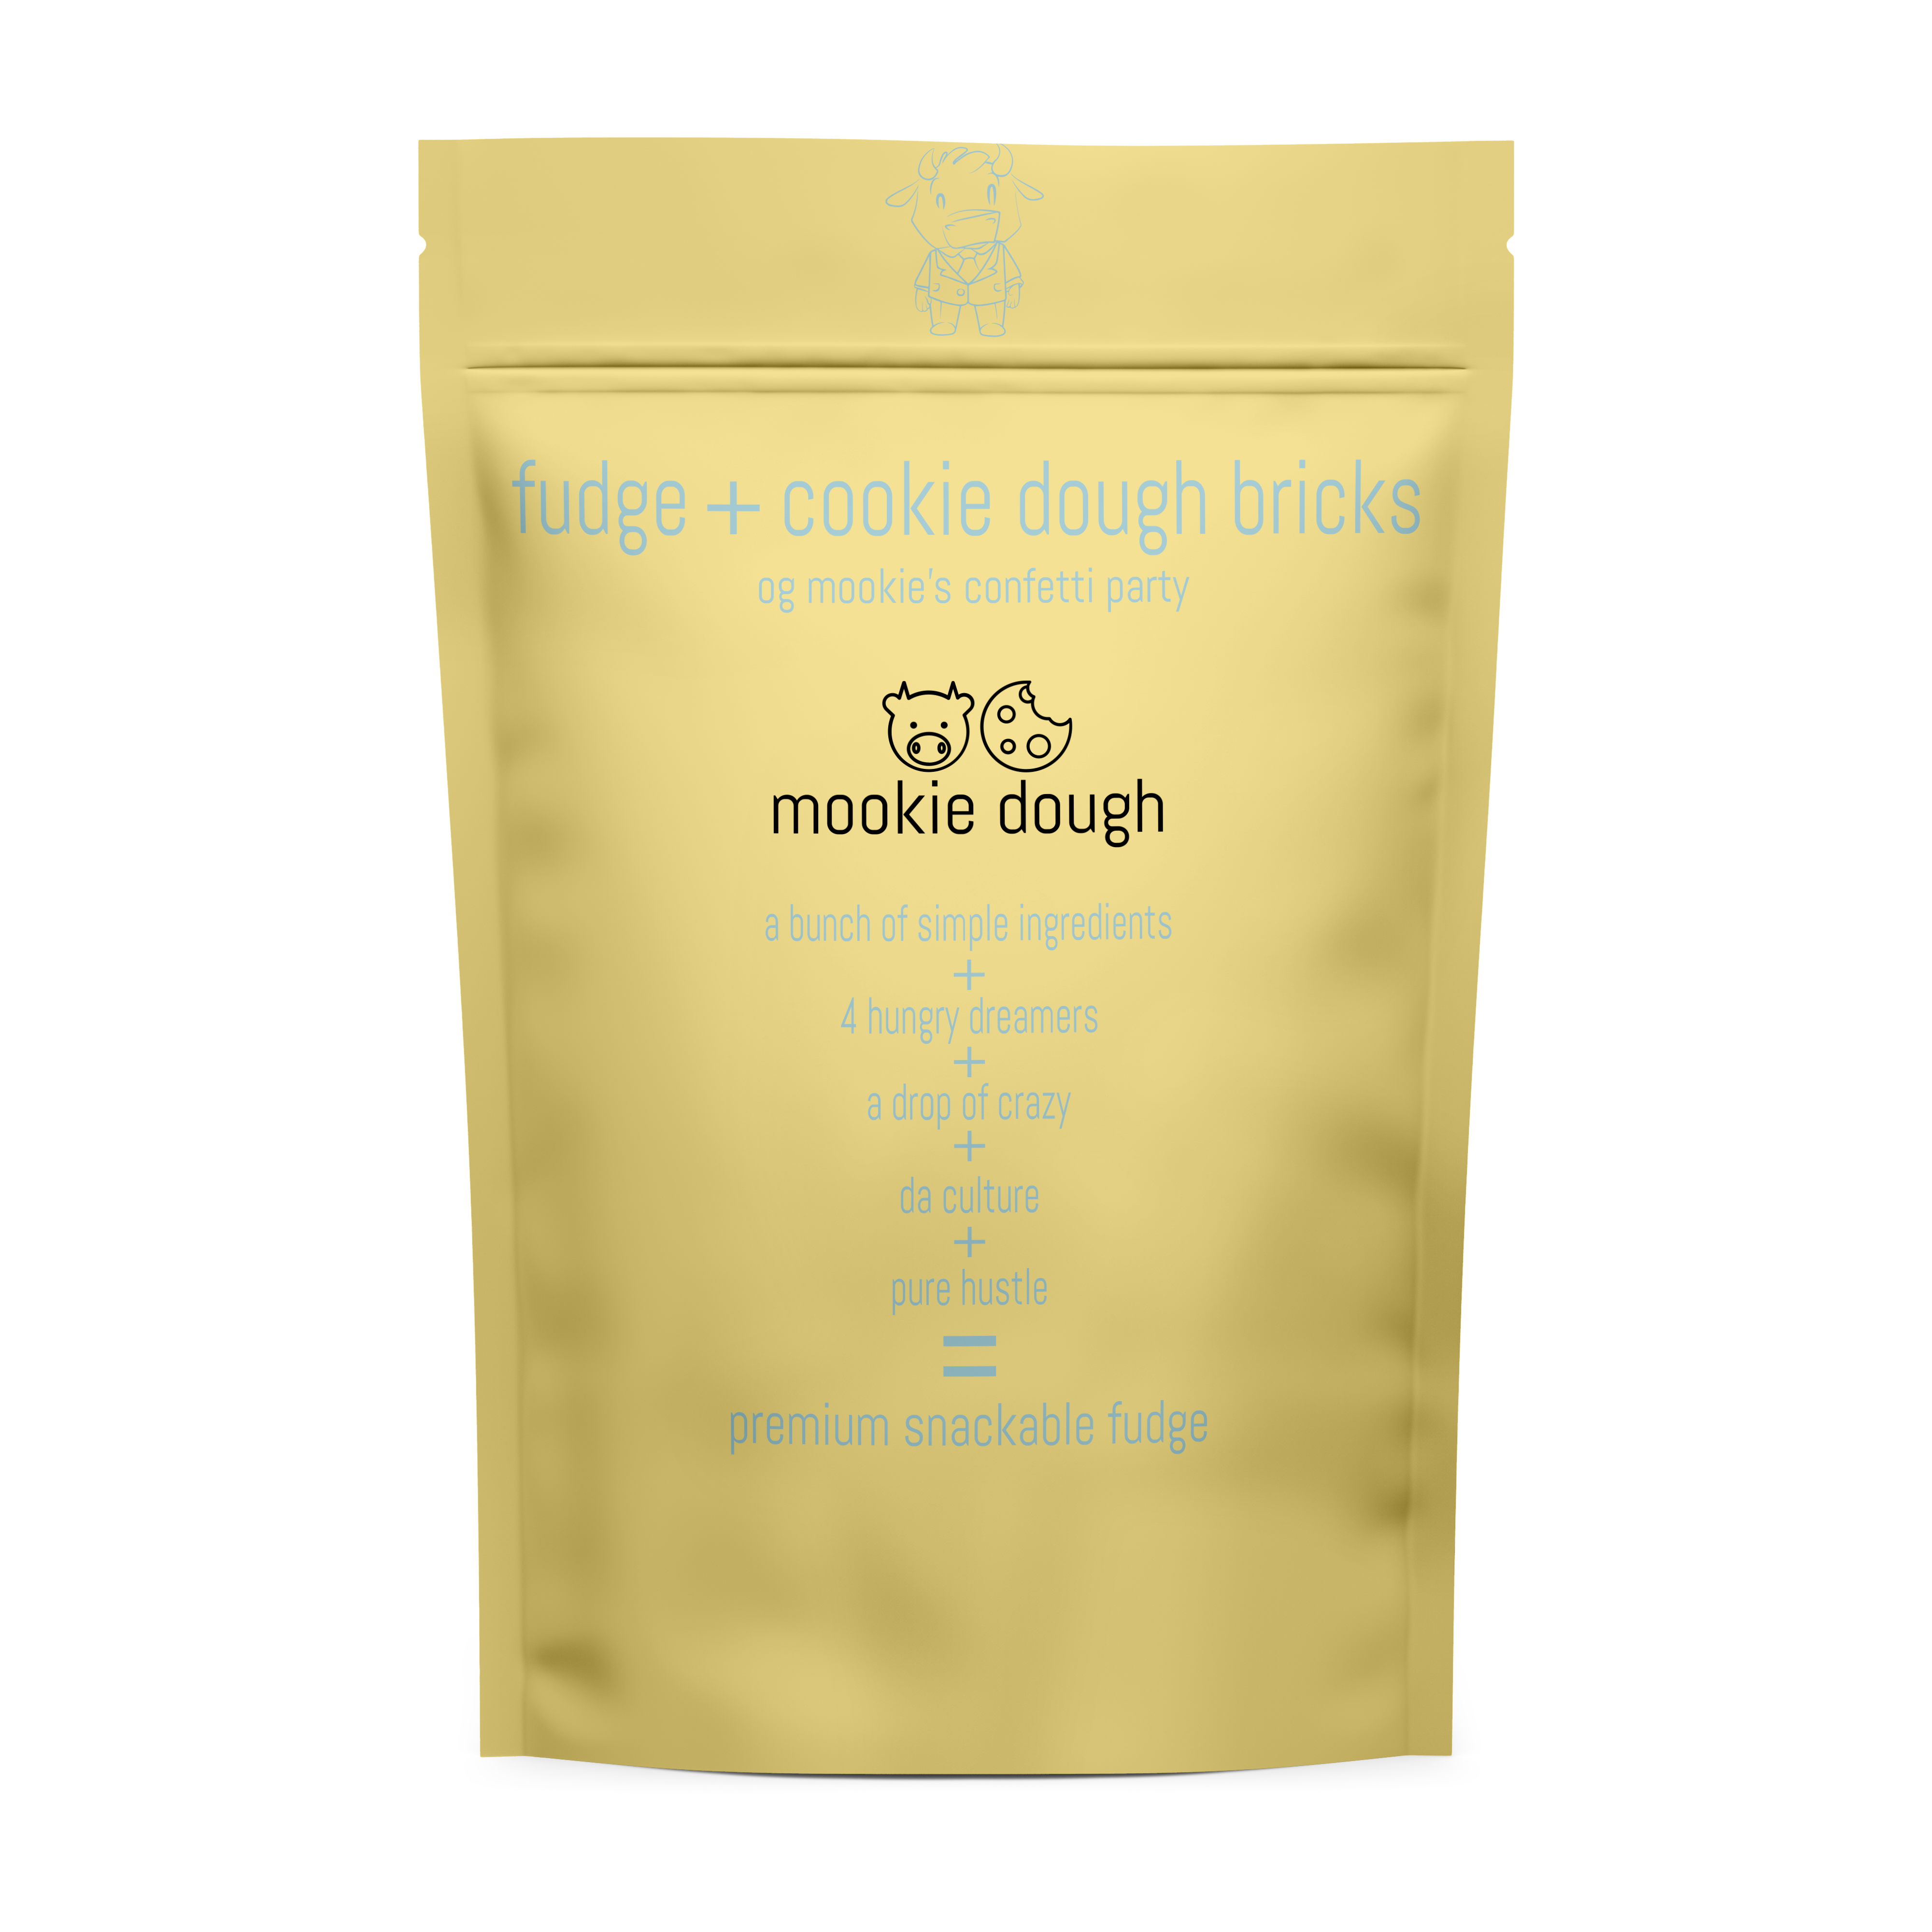 fudge + cookie dough bricks
og mookie's confetti party
mookie dough
a bunch of simple ingredients
+
4 hungry dreamers
+
a drop of crazy
+
da culture
+
pure hustle
=
premium snackable fudge